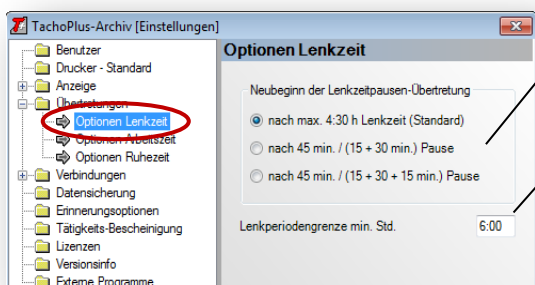 TachoPlus-Archiv [Einstellungen]
Benutzer
Drucker - Standard
Anzeige
Übertretungen
Optionen Lenkzeit
Optionen Arbeitszeit
Optionen Ruhezeit
Verbindungen
Datensicherung
Erinnerungsoptionen
Tätigkeits-Bescheinigung
Lizenzen
Versionsinfo
Externe Programme
Optionen Lenkzeit
Neubeginn der Lenkzeitpausen-Übertretung
nach max. 4:30 h Lenkzeit (Standard)
nach 45 min. / (15 + 30 min.) Pause
nach 45 min. / (15 + 30 + 15 min.) Pause
Lenkperiodengrenze min. Std. 6:00